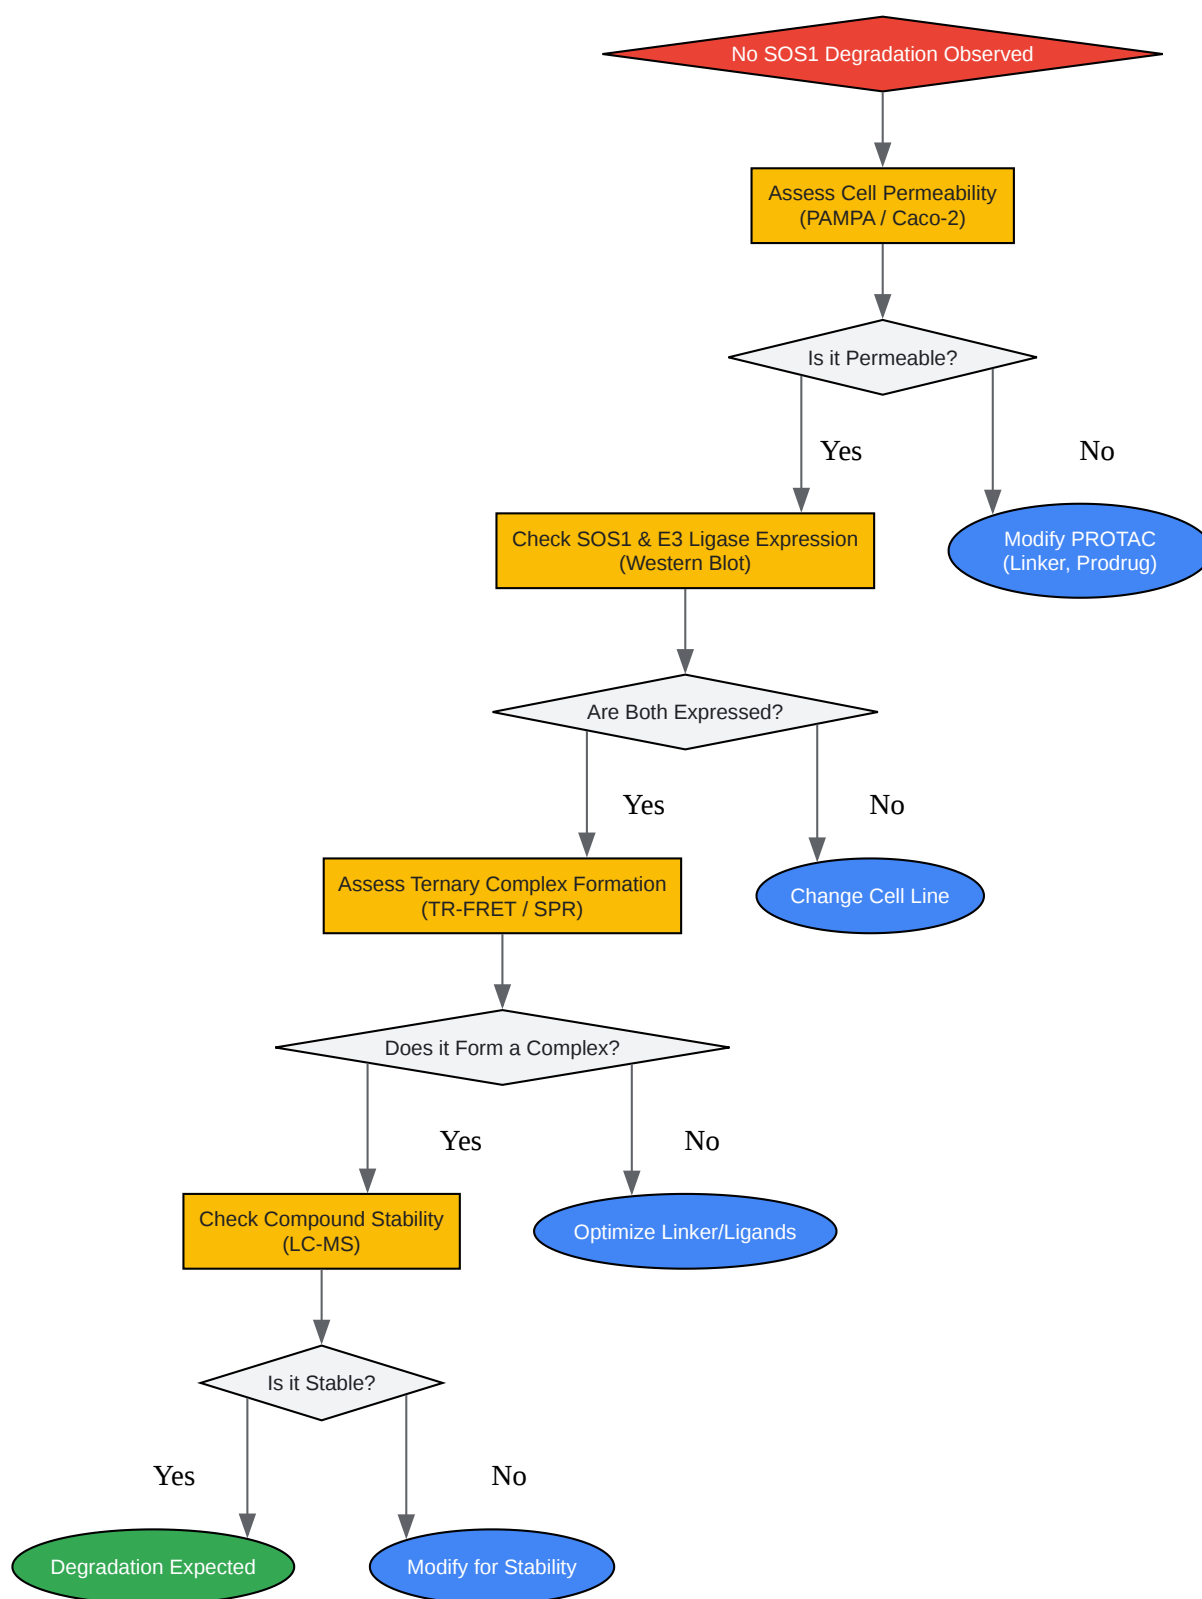 No SOS1 Degradation Observed
Assess Cell Permeability
(PAMPA / Caco-2)
Is it Permeable?
Yes
No
Check SOS1 & E3 Ligase Expression
(Western Blot)
Modify PROTAC
(Linker, Prodrug)
Are Both Expressed?
Yes
No
Assess Ternary Complex Formation
(TR-FRET / SPR)
Change Cell Line
Does it Form a Complex?
Yes
No
Check Compound Stability
(LC-MS)
Optimize Linker/Ligands
Is it Stable?
Yes
No
Degradation Expected
Modify for Stability